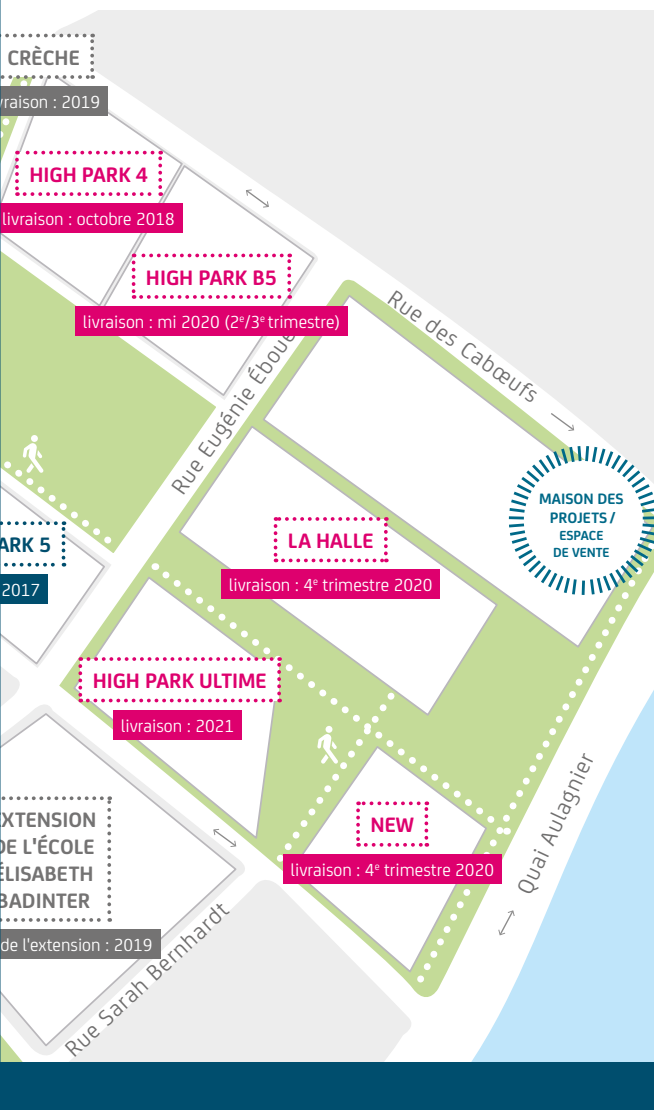 CRÈCHE
raison : 2019
HIGH PARK 4
livraison : octobre 2018
HIGH PARK B5
livraison : mi 2020 (2e/3e trimestre)
Rue des Cabœufs
Rue Eugénie Éboue
MAISON DES
PROJETS /
ESPACE
DE VENTE
ARK 5
2017
LA HALLE
livraison : 4e trimestre 2020
HIGH PARK ULTIME
livraison : 2021
NEW
livraison : 4e trimestre 2020
Quai Aulagnier
XTENSION
DE L'ÉCOLE
ÉLISABETH
BADINTER
de l'extension : 2019
Rue Sarah Bernhardt